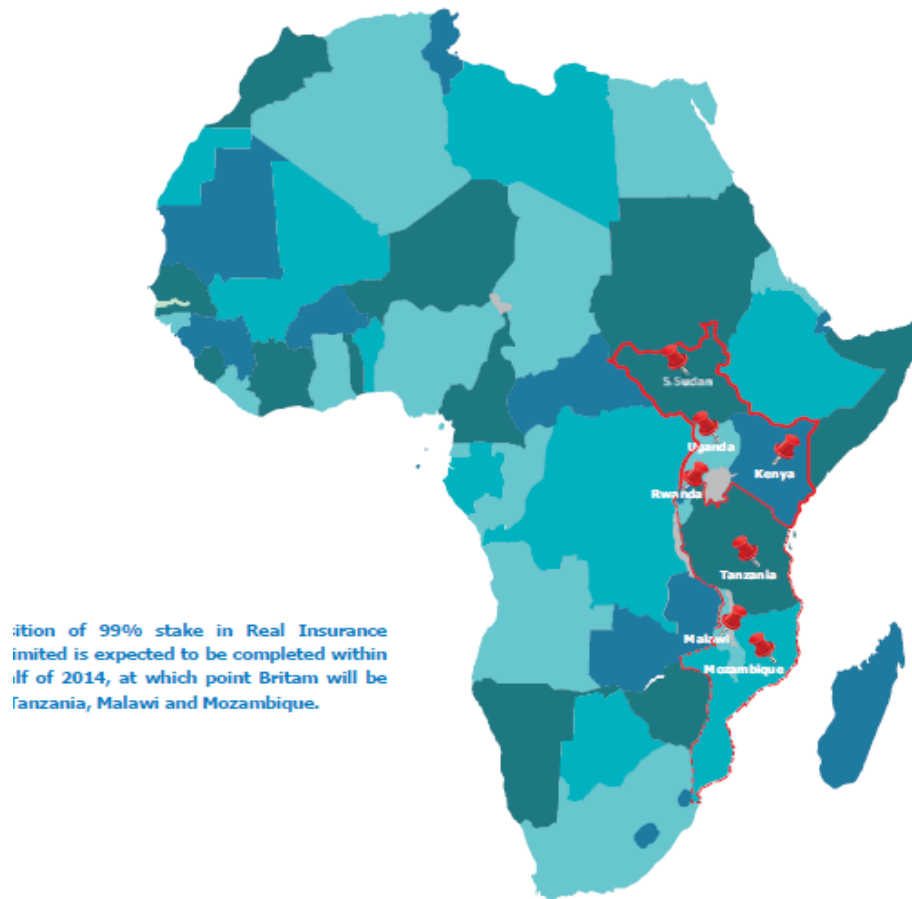 S.Sudan
Uganda
Kenya
Rwanda
Tanzania
Malawi
Mozambique
sition of 99% stake in Real Insurance
imited is expected to be completed within
lf of 2014, at which point Britam will be
Tanzania, Malawi and Mozambique.